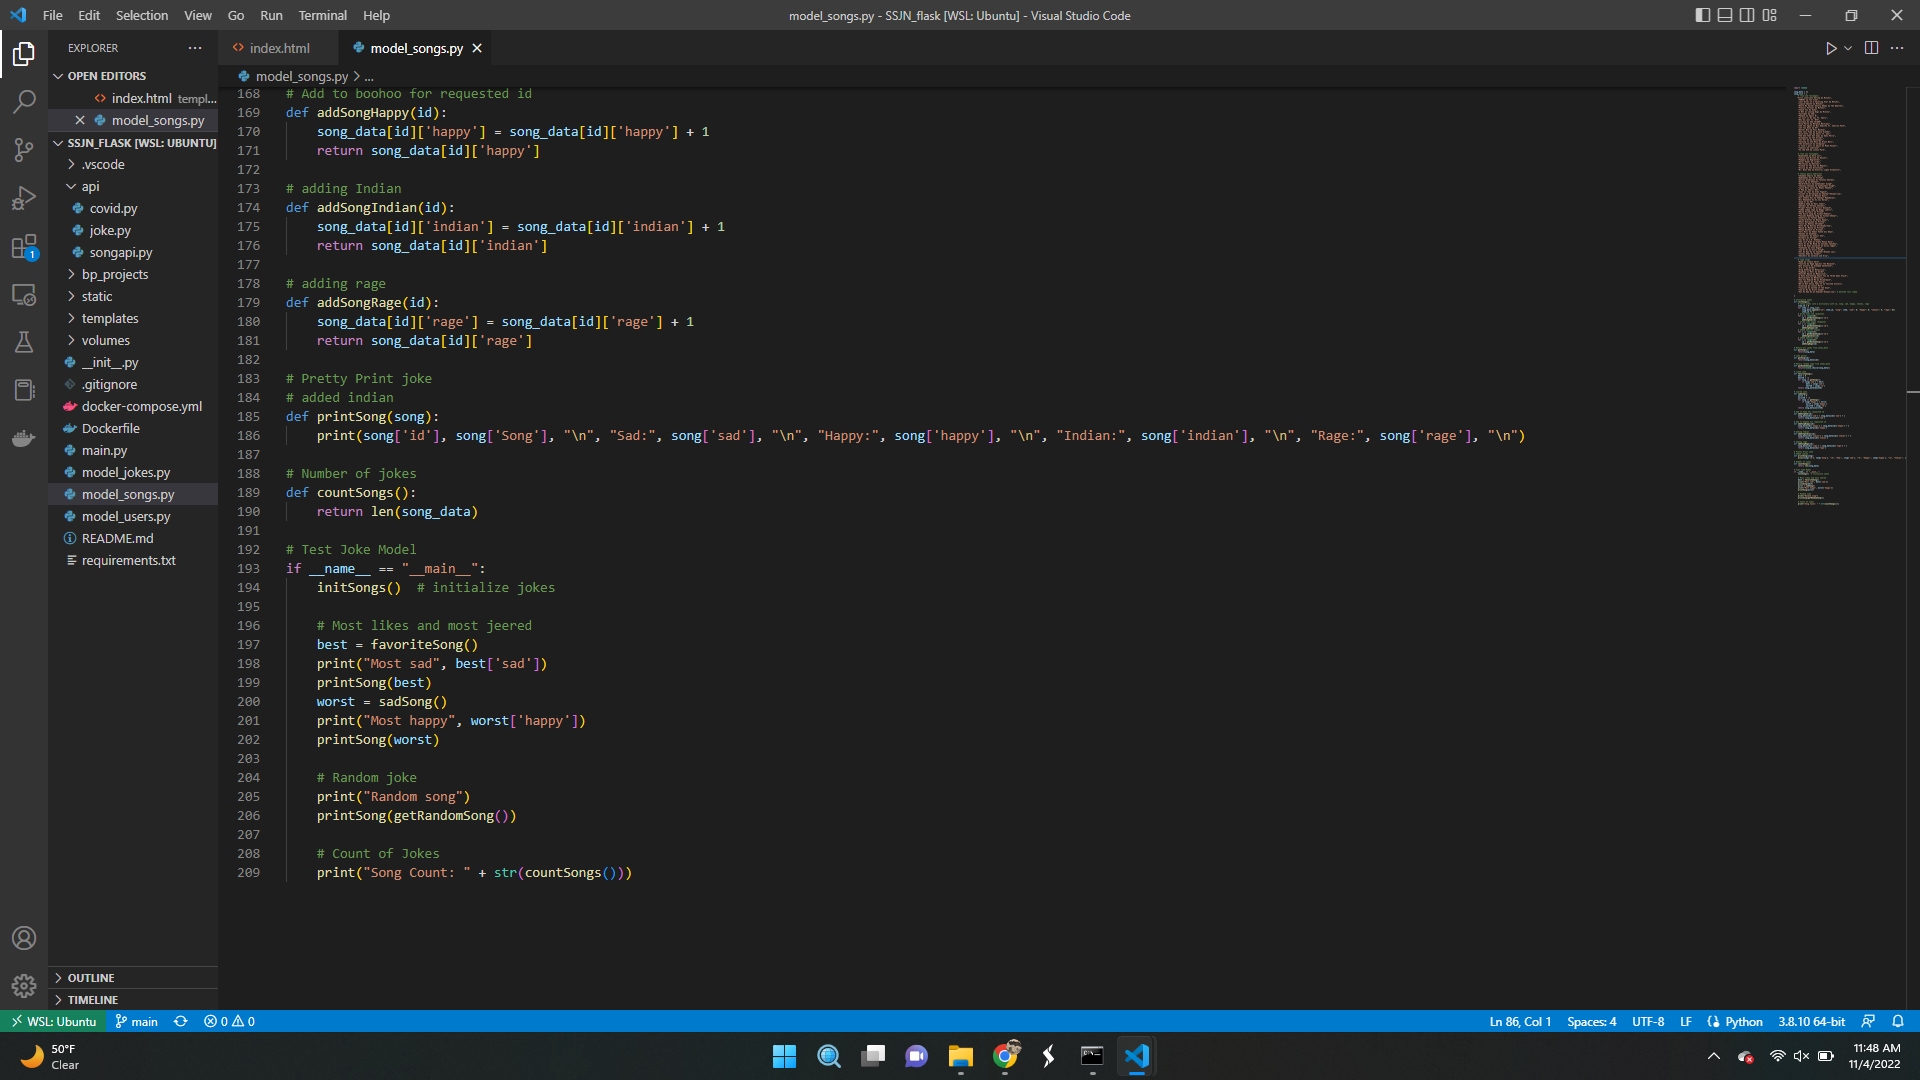 File Edit Selection View Go Run Terminal Help
model_songs.py - SSJN_flask [WSL: Ubuntu] - Visual Studio Code
EXPLORER
OPEN EDITORS
index.html templ...
model_songs.py
SSJN_FLASK [WSL: UBUNTU]
.vscode
api
covid.py
joke.py
songapi.py
bp_projects
static
templates
volumes
__init__.py
.gitignore
docker-compose.yml
Dockerfile
main.py
model_jokes.py
model_songs.py
model_users.py
README.md
requirements.txt
OUTLINE
TIMELINE
1
index.html
model_songs.py
model_songs.py > ...
168 # Add to boohoo for requested id
169 def addSongHappy(id):
170 song_data[id]['happy'] = song_data[id]['happy'] + 1
171 return song_data[id]['happy']
172
173 # adding Indian
174 def addSongIndian(id):
175 song_data[id]['indian'] = song_data[id]['indian'] + 1
176 return song_data[id]['indian']
177
178 # adding rage
179 def addSongRage(id):
180 song_data[id]['rage'] = song_data[id]['rage'] + 1
181 return song_data[id]['rage']
182
183 # Pretty Print joke
184 # added indian
185 def printSong(song):
186 print(song['id'], song['Song'], "\n", "Sad:", song['sad'], "\n", "Happy:", song['happy'], "\n", "Indian:", song['indian'], "\n", "Rage:", song['rage'], "\n")
187
188 # Number of jokes
189 def countSongs():
190 return len(song_data)
191
192 # Test Joke Model
193 if __name__ == "__main__":
194 initSongs() # initialize jokes
195
196 # Most likes and most jeered
197 best = favoriteSong()
198 print("Most sad", best['sad'])
199 printSong(best)
200 worst = sadSong()
201 print("Most happy", worst['happy'])
202 printSong(worst)
203
204 # Random joke
205 print("Random song")
206 printSong(getRandomSong())
207
208 # Count of Jokes
209 print("Song Count: " + str(countSongs()))
WSL: Ubuntu main 0 0
Ln 86, Col 1 Spaces: 4 UTF-8 LF Python 3.8.10 64-bit
50°F
Clear
11:48 AM
11/4/2022